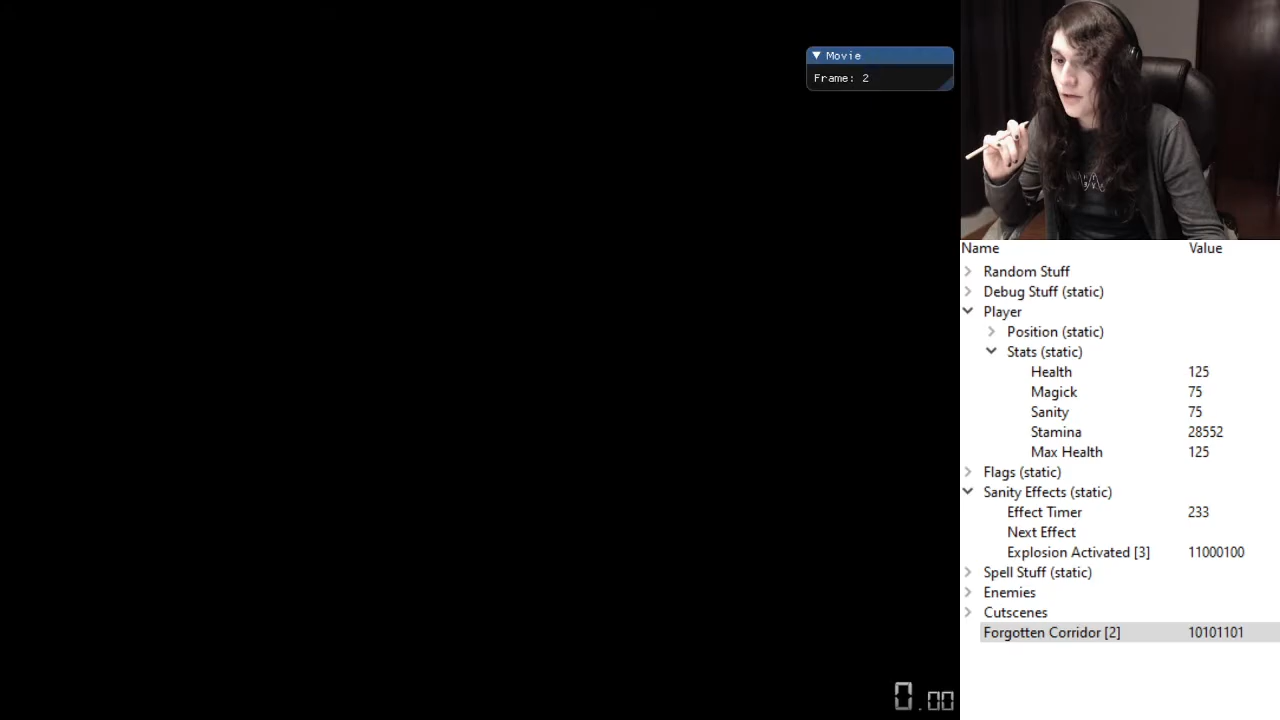 Movie
Frame: 2
Name Value
Random Stuff
Debug Stuff (static)
Player
Position (static)
Stats (static)
Health 125
Magick 75
Sanity 75
Stamina 28552
Max Health 125
Flags (static)
Sanity Effects (static)
Effect Timer 233
Next Effect
Explosion Activated [3] 11000100
Spell Stuff (static)
Enemies
Cutscenes
Forgotten Corridor [2] 10101101
0.00